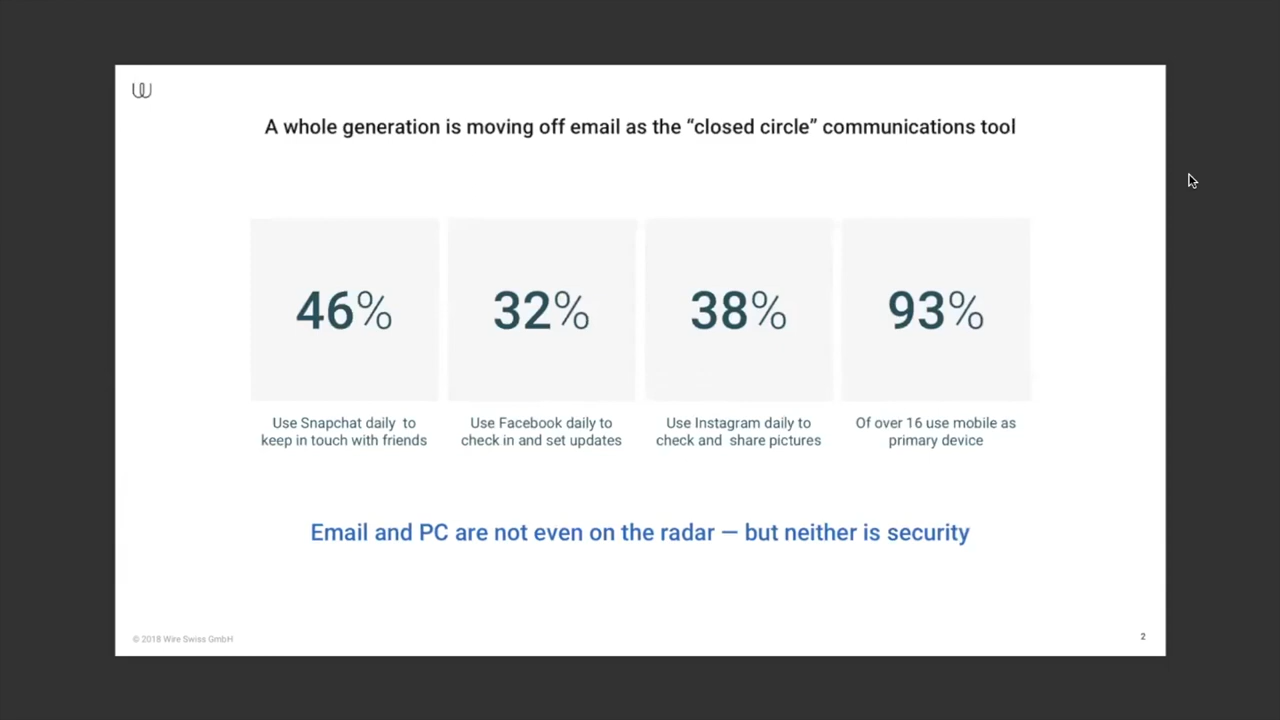 A whole generation is moving off email as the “closed circle” communications tool
46%
32%
38%
93%
Use Snapchat daily to
keep in touch with friends
Use Facebook daily to
check in and set updates
Use Instagram daily to
check and share pictures
Of over 16 use mobile as
primary device
Email and PC are not even on the radar — but neither is security
© 2018 Wire Swiss GmbH
2